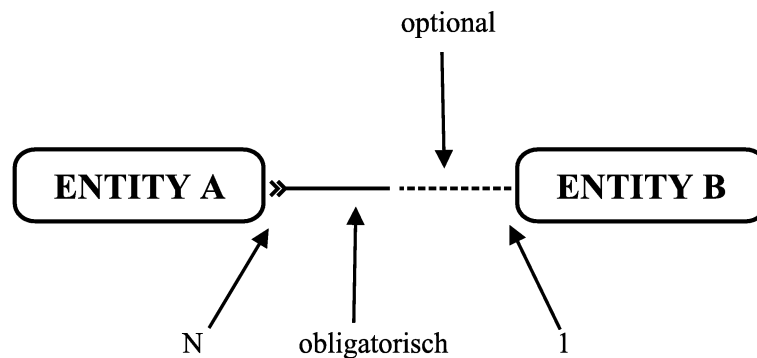 optional
ENTITY A
ENTITY B
N
obligatorisch
1